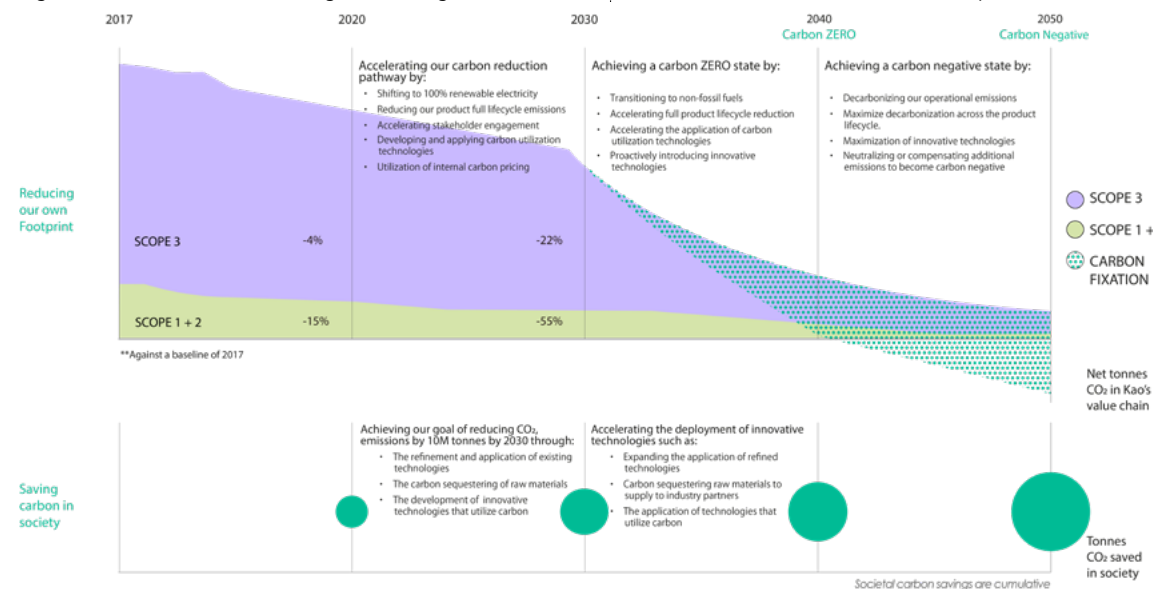 2017
2020
2030
2040
Carbon ZERO
2050
Carbon Negative
Accelerating our carbon reduction
pathway by:
• Shifting to 100% renewable electricity
• Reducing our product full lifecycle emissions
• Accelerating stakeholder engagement
• Developing and applying carbon utilization
technologies
• Utilization of internal carbon pricing
Achieving a carbon ZERO state by:
• Transitioning to non-fossil fuels
• Accelerating full product lifecycle reduction
• Accelerating the application of carbon
utilization technologies
• Proactively introducing innovative
technologies
Achieving a carbon negative state by:
• Decarbonizing our operational emissions
• Maximize decarbonization across the product
lifecycle.
• Maximization of innovative technologies
• Neutralizing or compensating additional
emissions to become carbon negative
Reducing
our own
Footprint
SCOPE 3
-4%
-22%
SCOPE 1 + 2
-15%
-55%
SCOPE 3
SCOPE 1 +
CARBON
FIXATION
**Against a baseline of 2017
Net tonnes
CO₂ in Kao's
value chain
Saving
carbon in
society
Achieving our goal of reducing CO₂,
emissions by 10M tonnes by 2030 through:
• The refinement and application of existing
technologies
• The carbon sequestering of raw materials
• The development of innovative
technologies that utilize carbon
Accelerating the deployment of innovative
technologies such as:
• Expanding the application of refined
technologies
• Carbon sequestering raw materials to
supply to industry partners
• The application of technologies that
utilize carbon
Tonnes
CO₂ saved
in society
Societal carbon savings are cumulative